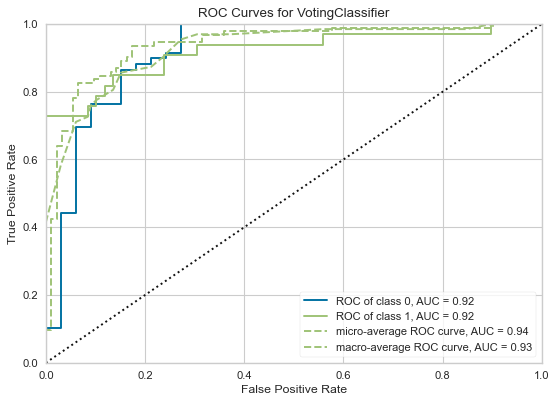 ROC Curves for VotingClassifier
True Positive Rate
1.0
0.8
0.6
0.4
0.2
0.0
0.0
0.2
0.4
0.6
0.8
1.0
False Positive Rate
ROC of class 0, AUC = 0.92
ROC of class 1, AUC = 0.92
micro-average ROC curve, AUC = 0.94
macro-average ROC curve, AUC = 0.93